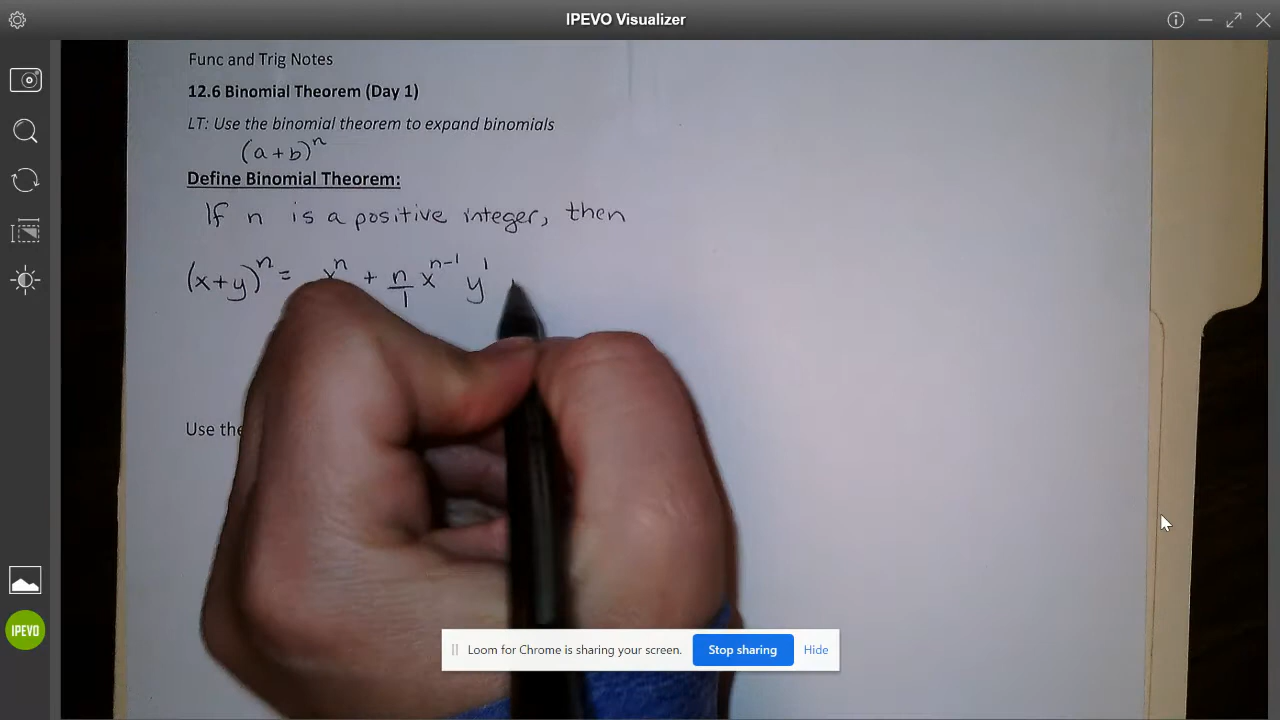 IPEVO Visualizer
Func and Trig Notes
12.6 Binomial Theorem (Day 1)
LT: Use the binomial theorem to expand binomials
(a+b)^n
Define Binomial Theorem:
If n is a positive integer, then
(x+y)^n = x^n + n/1 x^{n-1} y^1
Use the
Loom for Chrome is sharing your screen. Stop sharing Hide
IPEVO